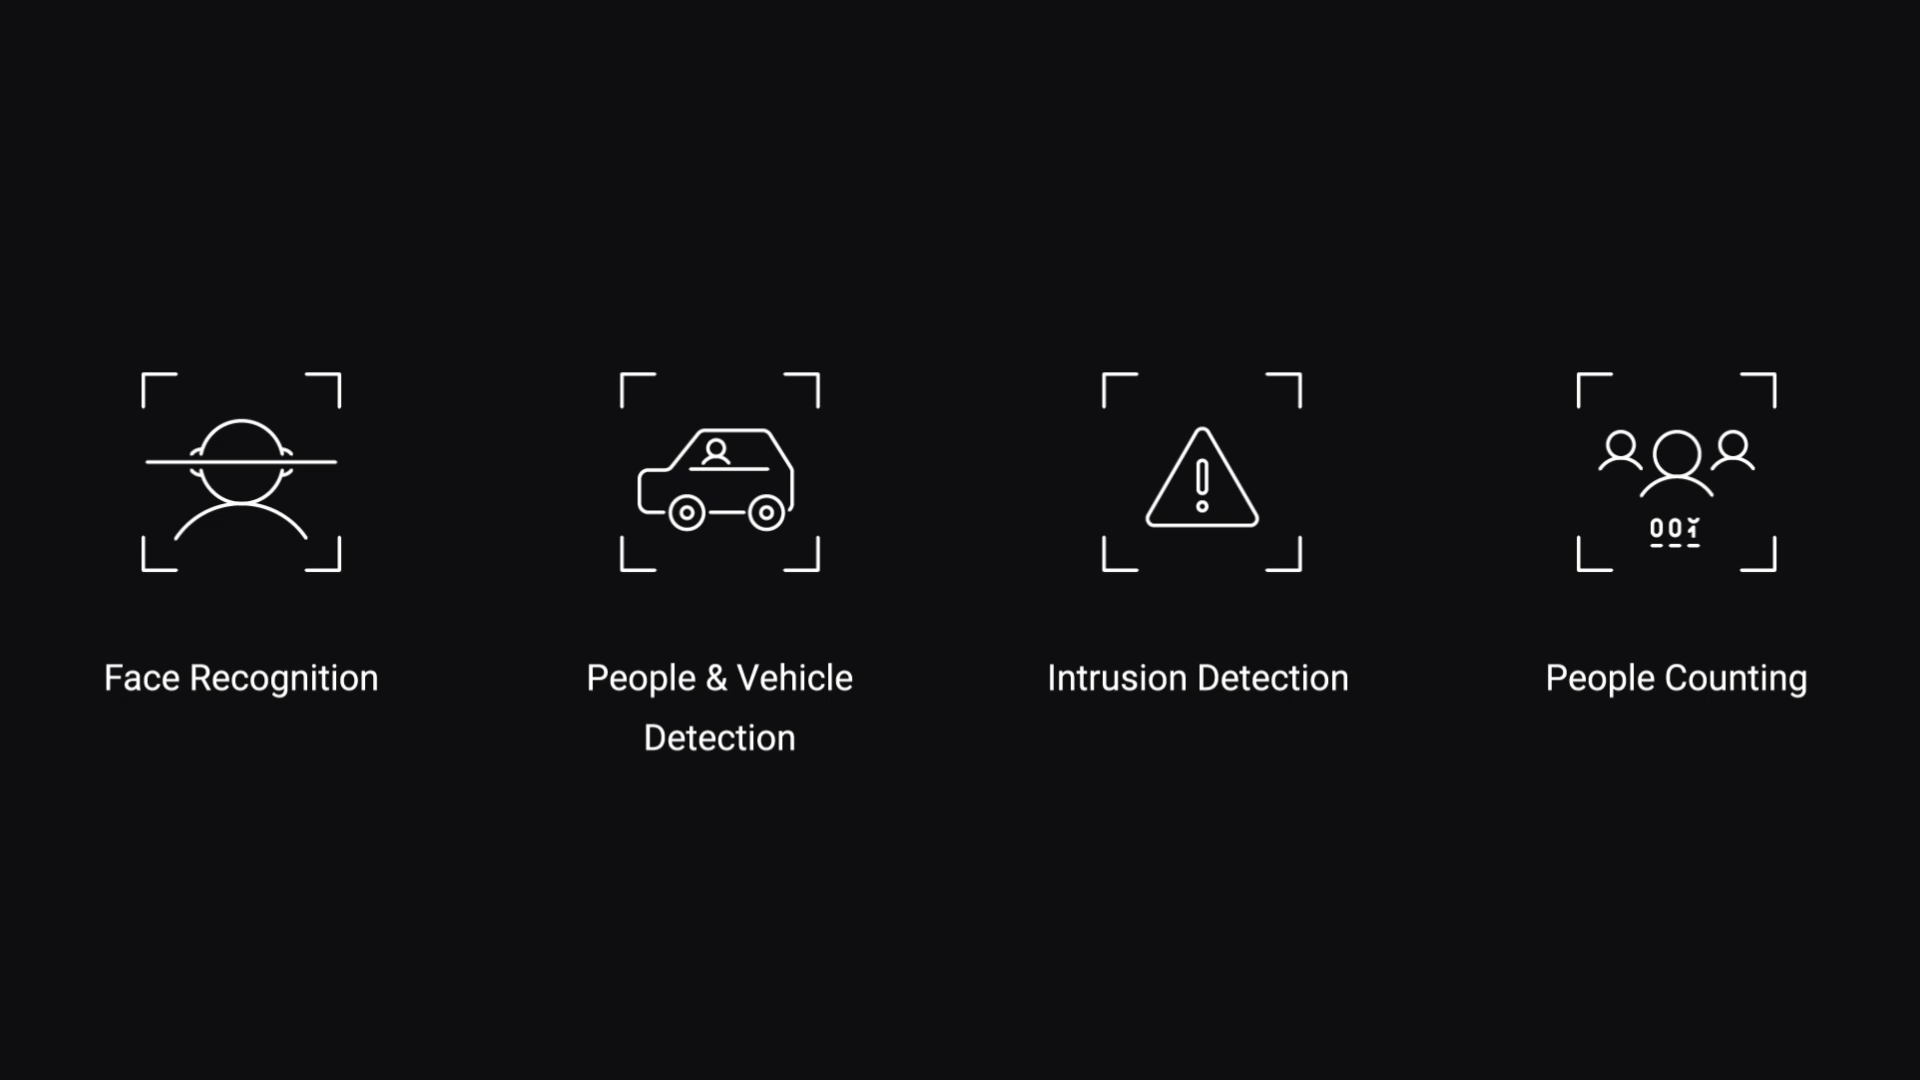 Face Recognition
People & Vehicle
Detection
Intrusion Detection
People Counting